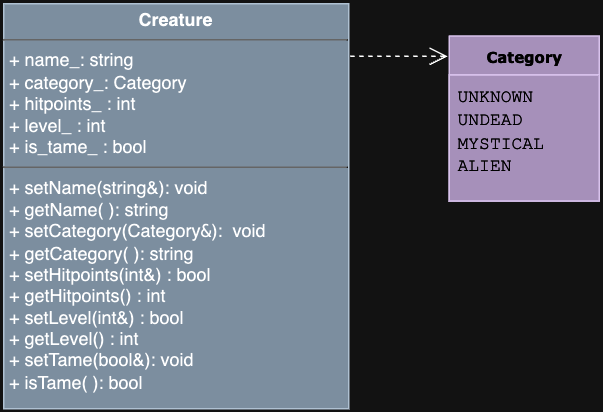 Creature
+ name_: string
+ category_: Category
+ hitpoints_ : int
+ level_ : int
+ is_tame_ : bool
+ setName(string&): void
+ getName( ): string
+ setCategory(Category&):  void
+ getCategory( ): string
+ setHitpoints(int&) : bool
+ getHitpoints() : int
+ setLevel(int&) : bool
+ getLevel() : int
+ setTame(bool&): void
+ isTame( ): bool
Category
UNKNOWN
UNDEAD
MYSTICAL
ALIEN